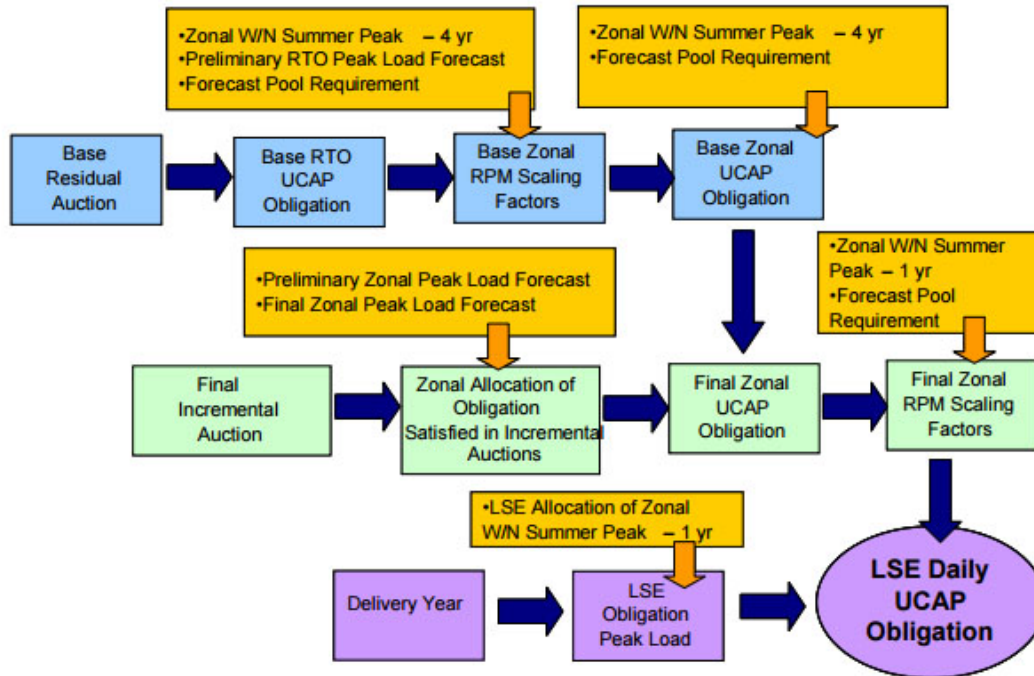 •Zonal W/N Summer Peak – 4 yr
•Preliminary RTO Peak Load Forecast
•Forecast Pool Requirement
•Zonal W/N Summer Peak – 4 yr
•Forecast Pool Requirement
Base
Residual
Auction
Base RTO
UCAP
Obligation
Base Zonal
RPM Scaling
Factors
Base Zonal
UCAP
Obligation
•Preliminary Zonal Peak Load Forecast
•Final Zonal Peak Load Forecast
•Zonal W/N Summer
Peak – 1 yr
•Forecast Pool
Requirement
Final
Incremental
Auction
Zonal Allocation of
Obligation
Satisfied in Incremental
Auctions
Final Zonal
UCAP
Obligation
Final Zonal
RPM Scaling
Factors
•LSE Allocation of Zonal
W/N Summer Peak – 1 yr
Delivery Year
LSE
Obligation
Peak Load
LSE Daily
UCAP
Obligation